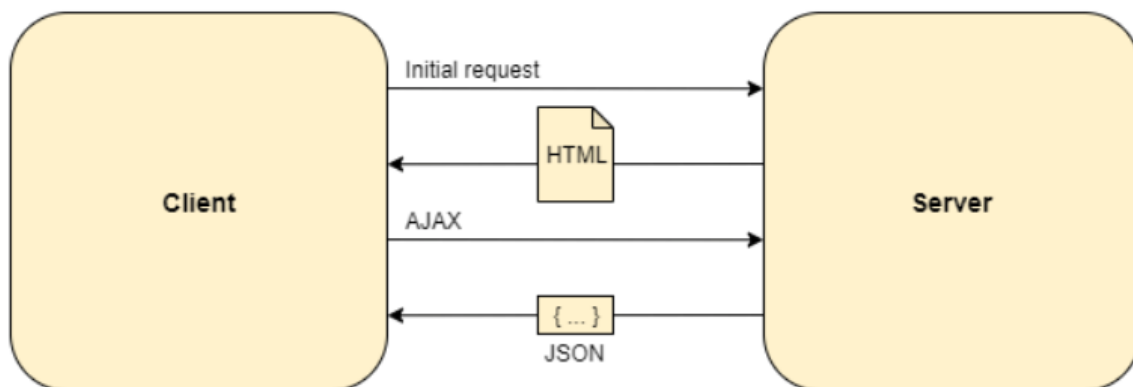 Initial request
HTML
Client
Server
AJAX
{ ... }
JSON